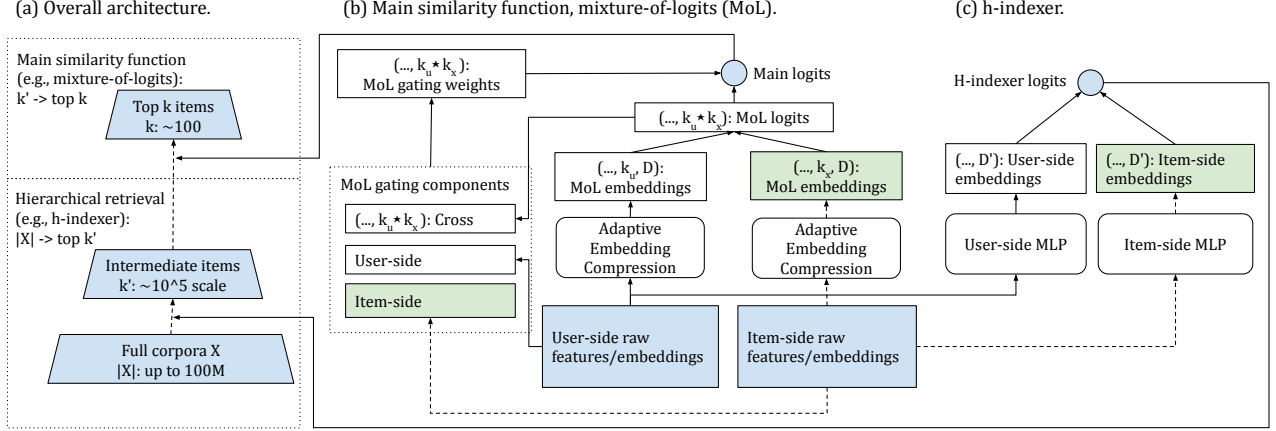 (a) Overall architecture.
Main similarity function
(e.g., mixture-of-logits):
k' -> top k
Top k items
k: ~100
Hierarchical retrieval
(e.g., h-indexer):
|X| -> top k'
Intermediate items
k': ~10^5 scale
Full corpora X
|X|: up to 100M
(b) Main similarity function, mixture-of-logits (MoL).
(..., k_u * k_x):
MoL gating weights
Main logits
(..., k_u * k_x): MoL logits
MoL gating components
(..., k_u * k_x): Cross
User-side
Item-side
(..., k_u, D):
MoL embeddings
(..., k_x, D):
MoL embeddings
Adaptive
Embedding
Compression
Adaptive
Embedding
Compression
User-side raw
features/embeddings
Item-side raw
features/embeddings
(c) h-indexer.
H-indexer logits
(..., D'): User-side
embeddings
(..., D'): Item-side
embeddings
User-side MLP
Item-side MLP